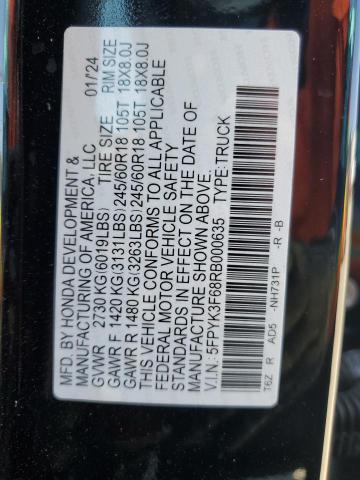 MFD. BY HONDA DEVELOPMENT & 01/'24
MANUFACTURING OF AMERICA, LLC
GVWR 2730 KG(6019LBS) TIRE SIZE RIM SIZE
GAWR F 1420 KG(3131LBS)245/60R18 105T 18X8.0J
GAWR R 1480 KG(3263LBS)245/60R18 105T 18X8.0J
THIS VEHICLE CONFORMS TO ALL APPLICABLE
FEDERAL MOTOR VEHICLE SAFETY
STANDARDS IN EFFECT ON THE DATE OF
MANUFACTURE SHOWN ABOVE.
V.I.N.: 5FPYK3F68RB000635 TYPE:TRUCK
T6Z R AD5 -NH731P -R -B